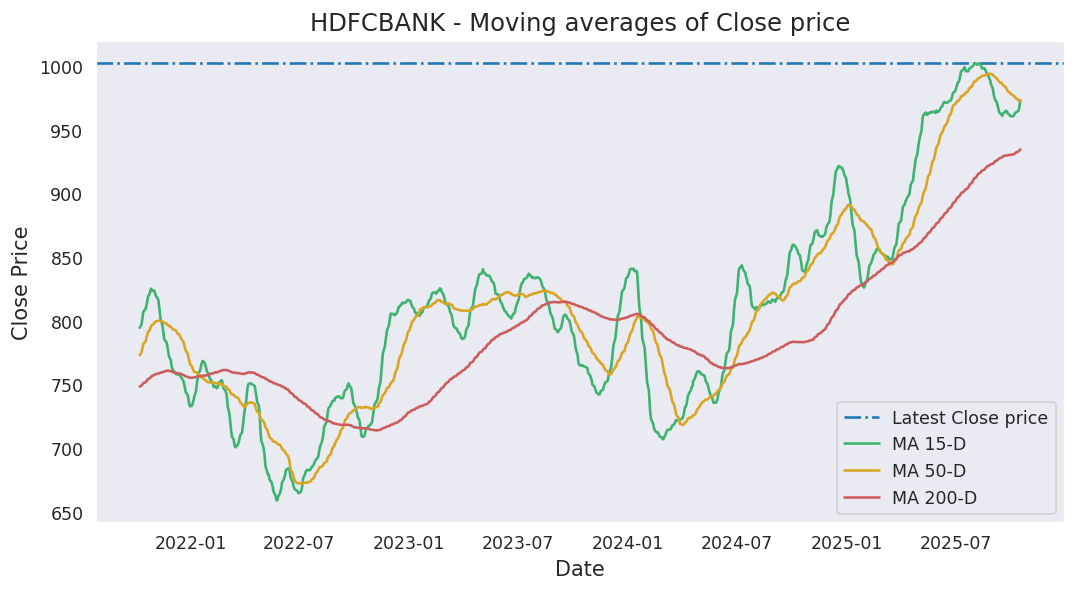 HDFCBANK - Moving averages of Close price
Close Price
1000
950
900
850
800
750
700
650
Latest Close price
MA 15-D
MA 50-D
MA 200-D
2022-01 2022-07 2023-01 2023-07 2024-01 2024-07 2025-01 2025-07
Date